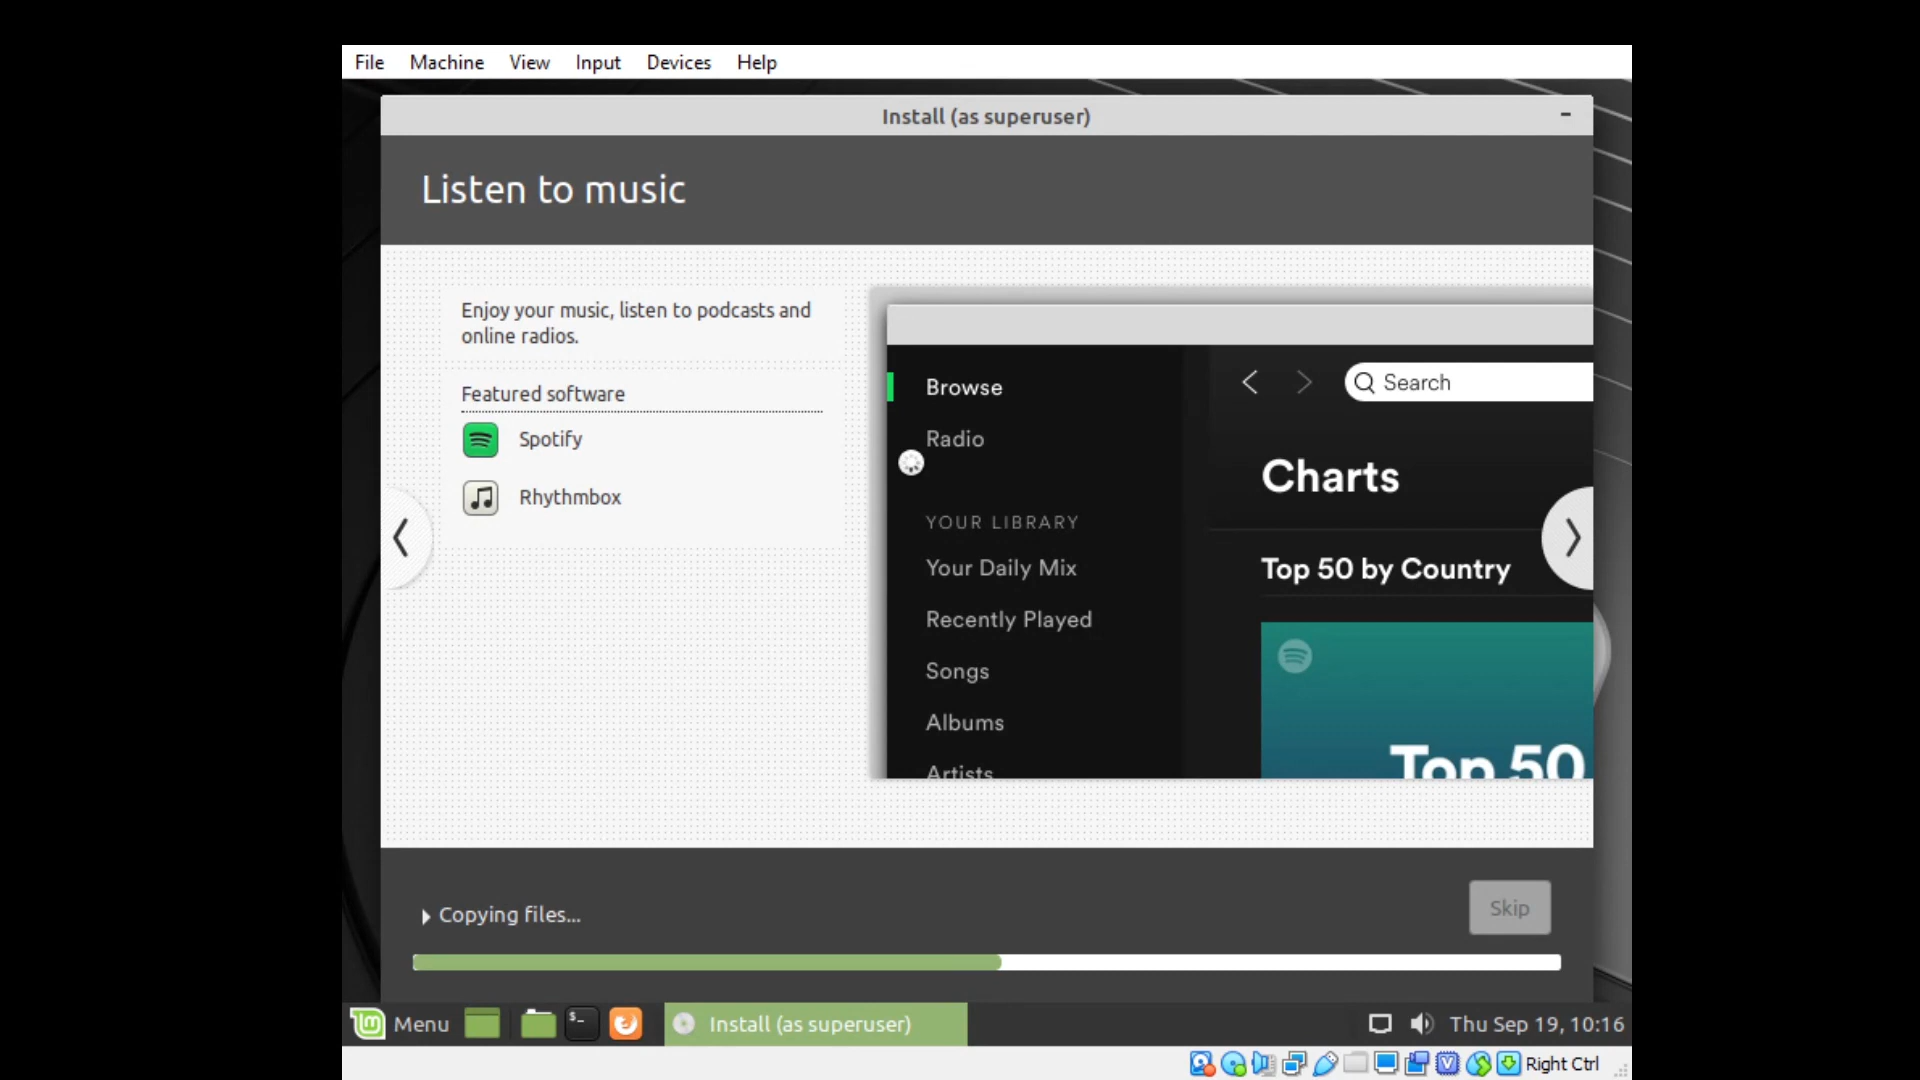 File Machine View Input Devices Help
Install (as superuser)
Listen to music
Enjoy your music, listen to podcasts and
online radios.
Featured software
Spotify
Rhythmbox
Browse
Radio
YOUR LIBRARY
Your Daily Mix
Recently Played
Songs
Albums
Artists
Search
Charts
Top 50 by Country
Top 50
Copying files...
Skip
Menu
Install (as superuser)
Thu Sep 19, 10:16
Right Ctrl